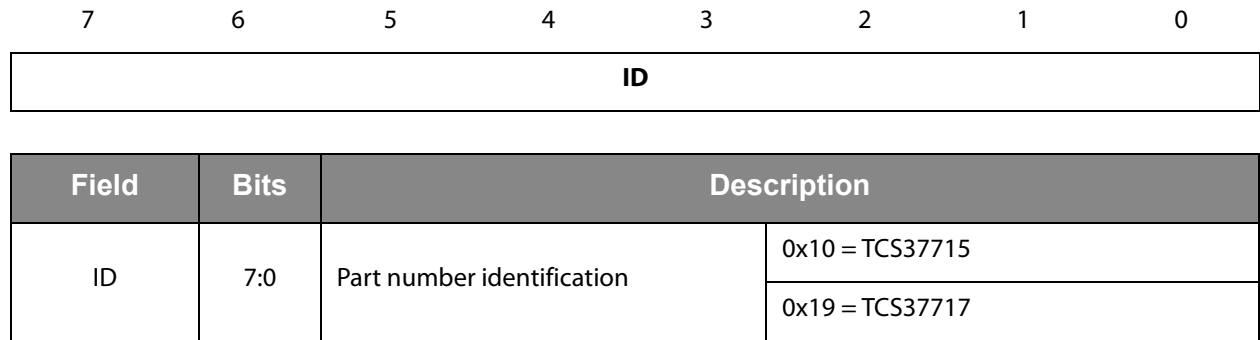 7 6 5 4 3 2 1 0
ID
Field Bits Description
ID 7:0 Part number identification 0x10 = TCS37715
0x19 = TCS37717